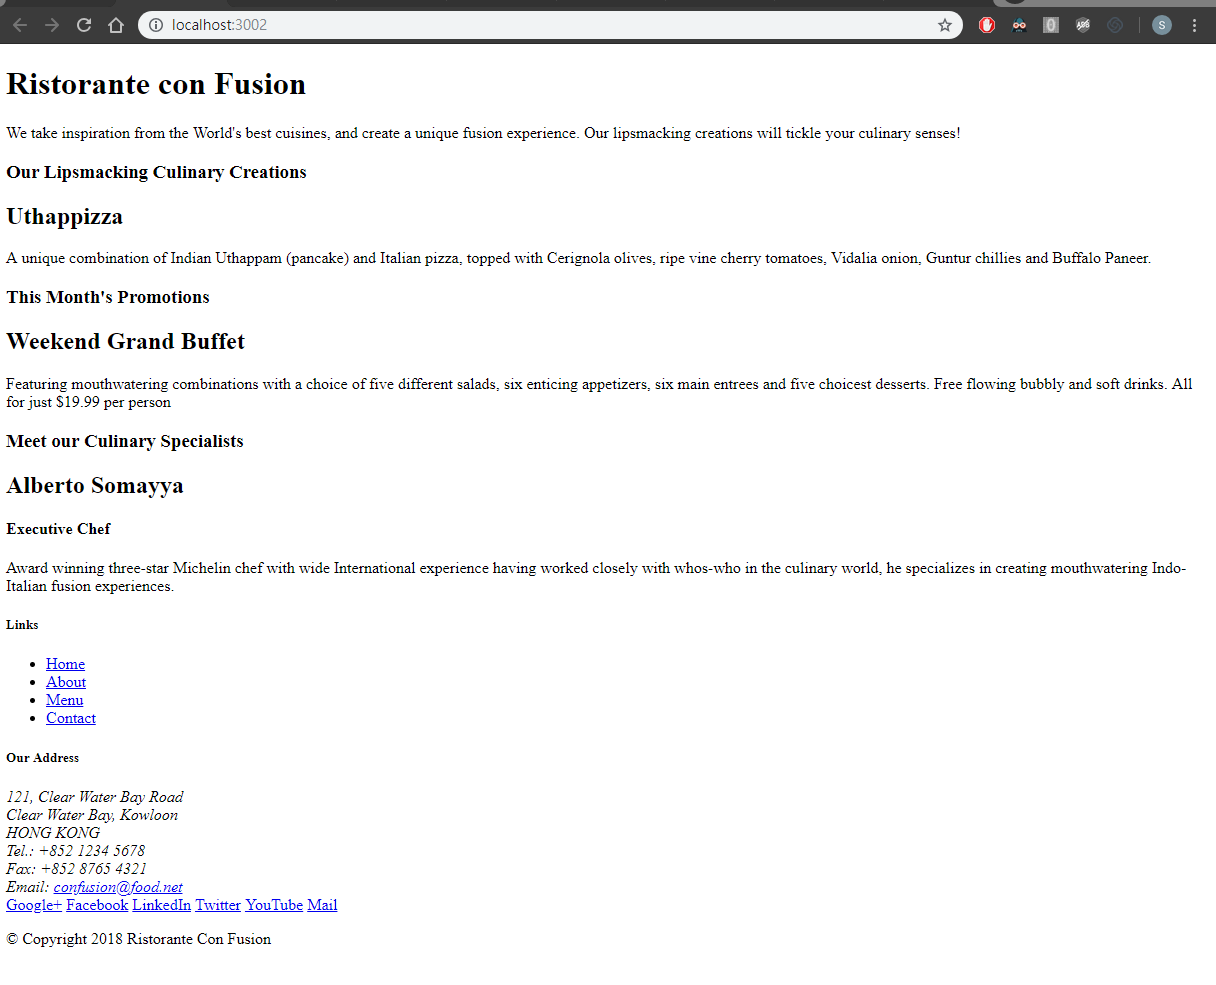 localhost:3002
ABP
S
Ristorante con Fusion
We take inspiration from the World's best cuisines, and create a unique fusion experience. Our lipsmacking creations will tickle your culinary senses!
Our Lipsmacking Culinary Creations
Uthappizza
A unique combination of Indian Uthappam (pancake) and Italian pizza, topped with Cerignola olives, ripe vine cherry tomatoes, Vidalia onion, Guntur chillies and Buffalo Paneer.
This Month's Promotions
Weekend Grand Buffet
Featuring mouthwatering combinations with a choice of five different salads, six enticing appetizers, six main entrees and five choicest desserts. Free flowing bubbly and soft drinks. All
for just $19.99 per person
Meet our Culinary Specialists
Alberto Somayya
Executive Chef
Award winning three-star Michelin chef with wide International experience having worked closely with whos-who in the culinary world, he specializes in creating mouthwatering Indo-
Italian fusion experiences.
Links
Home
About
Menu
Contact
Our Address
121, Clear Water Bay Road
Clear Water Bay, Kowloon
HONG KONG
Tel.: +852 1234 5678
Fax: +852 8765 4321
Email: confusion@food.net
Google+ Facebook LinkedIn Twitter YouTube Mail
© Copyright 2018 Ristorante Con Fusion